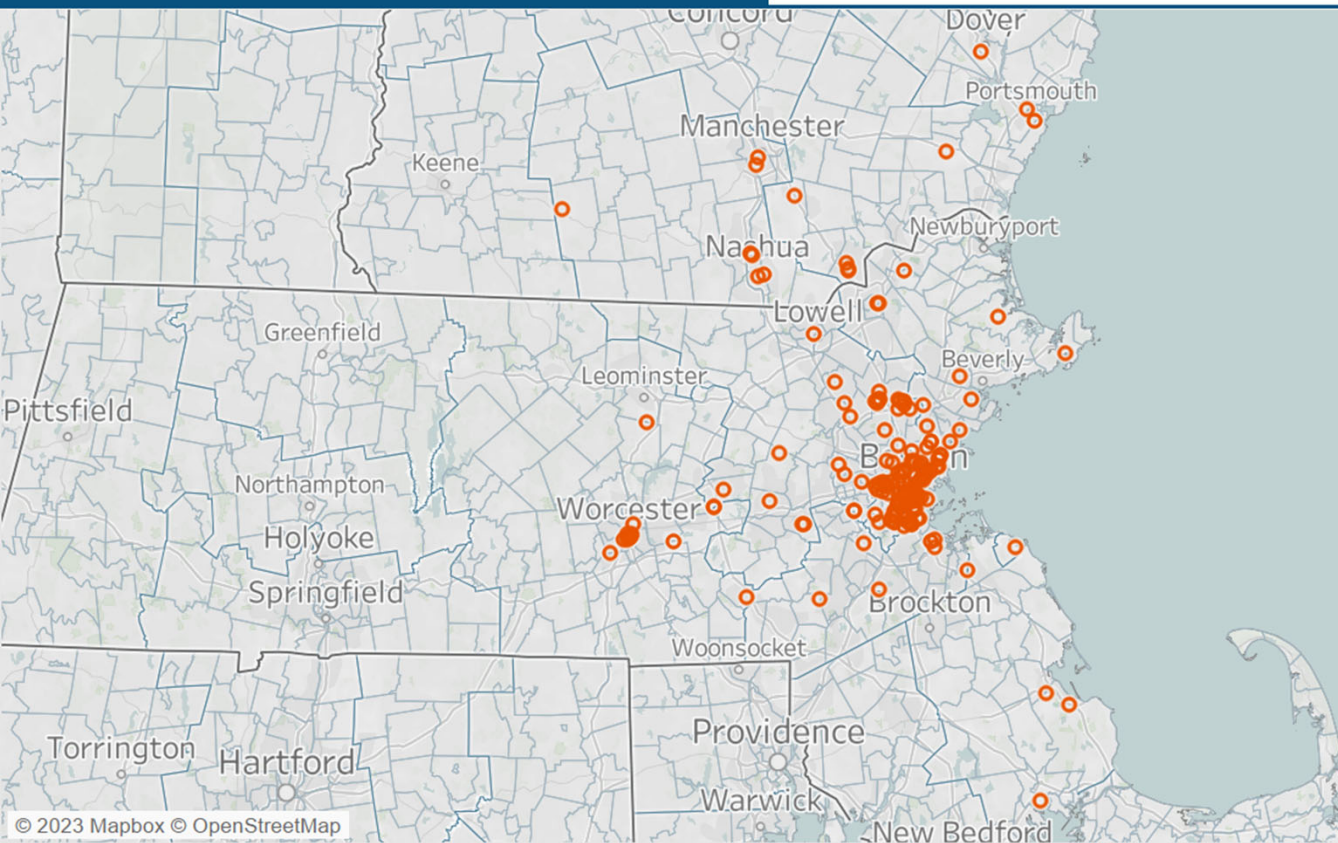 Concord
Dover
Portsmouth
Manchester
Keene
Newburyport
Nashua
Lowell
Greenfield
Beverly
Leominster
Pittsfield
Northampton
Worcester
Holyoke
Springfield
Brockton
Woonsocket
Providence
Torrington
Hartford
Warwick
© 2023 Mapbox © OpenStreetMap
New Bedford